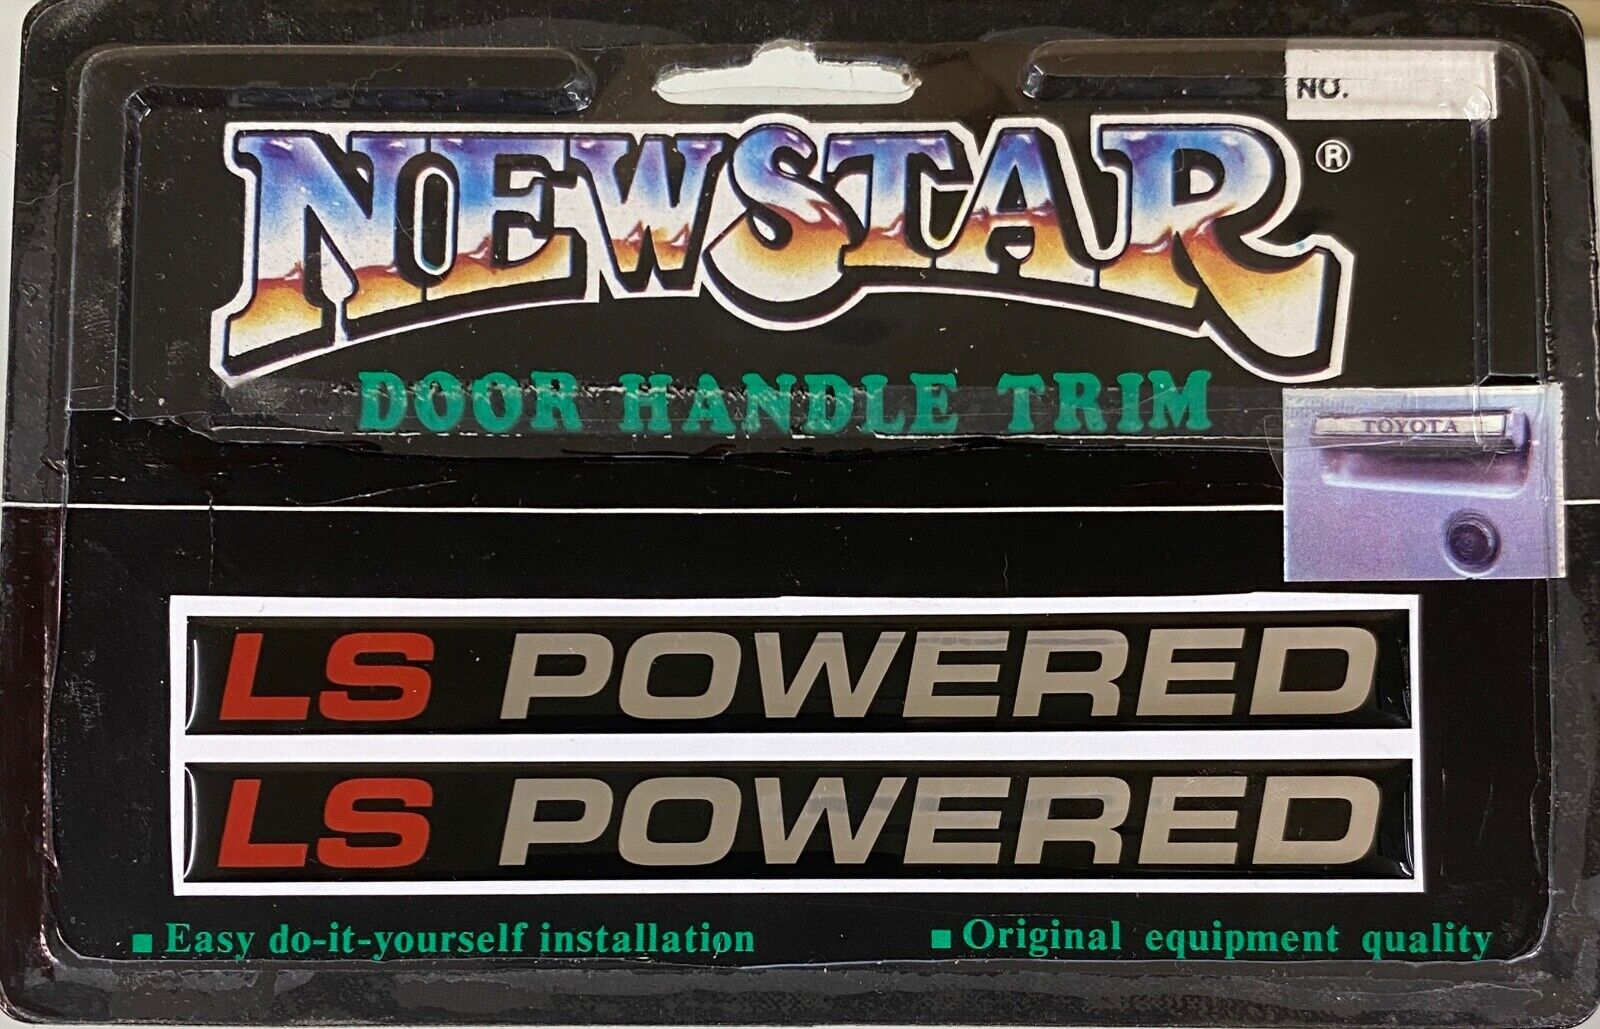 NO.
NEWSTAR®
DOOR HANDLE TRIM
TOYOTA
LS POWERED
LS POWERED
■ Easy do-it-yourself installation
■ Original equipment quality